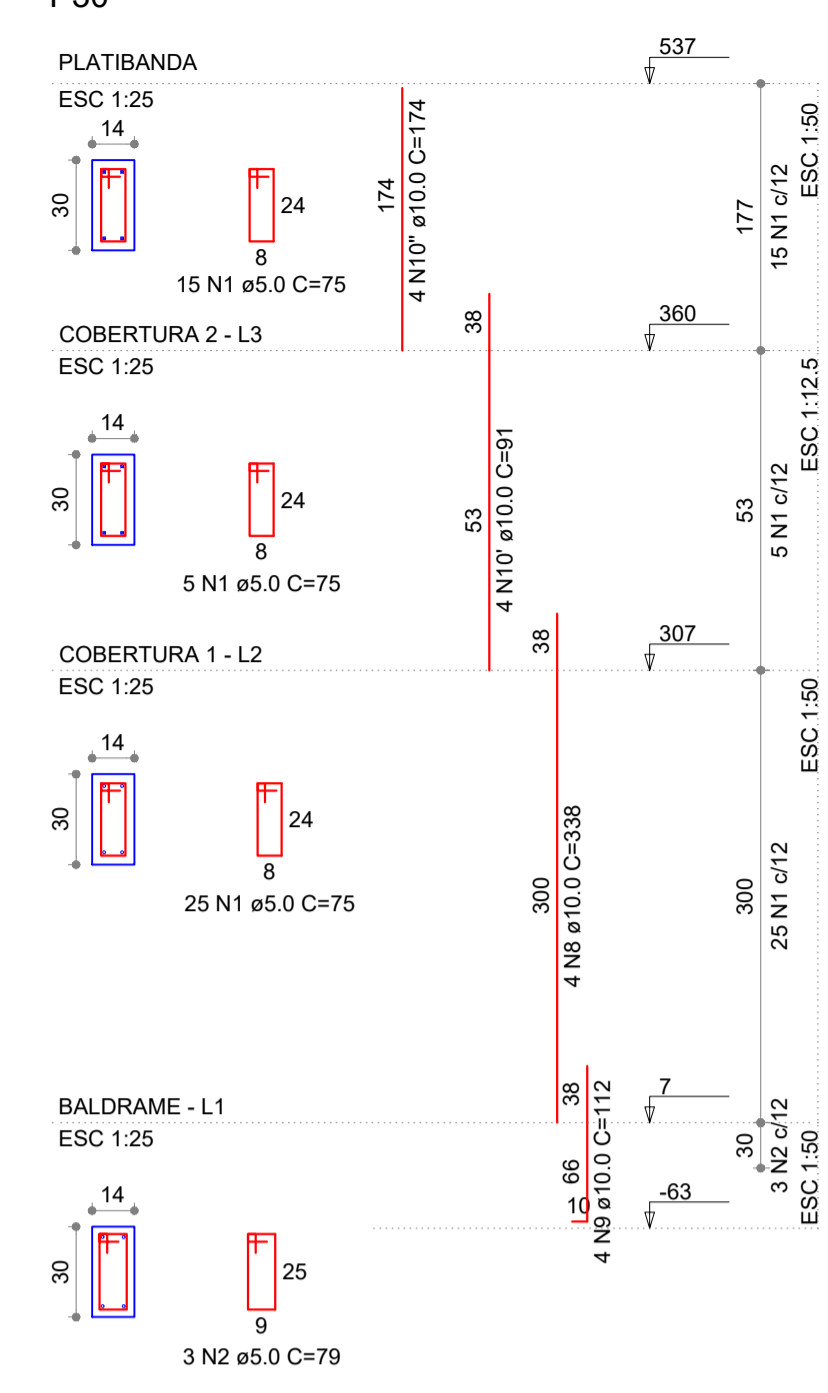 PLATIBANDA
537
ESC 1:25
ESC 1:50
14
30
24
8
15 N1 ø5.0 C=75
174
4 N10" ø10.0 C=174
177
15 N1 c/12
COBERTURA 2 - L3
38
360
ESC 1:25
ESC 1:12.5
14
30
24
8
5 N1 ø5.0 C=75
53
4 N10' ø10.0 C=91
53
5 N1 c/12
COBERTURA 1 - L2
38
307
ESC 1:25
ESC 1:50
14
30
24
8
25 N1 ø5.0 C=75
300
4 N8 ø10.0 C=338
300
25 N1 c/12
BALDRAME - L1
38
7
ESC 1:25
30
3 N2 c/12
ESC 1:50
14
66
10
4 N9 ø10.0 C=112
-63
30
25
9
3 N2 ø5.0 C=79